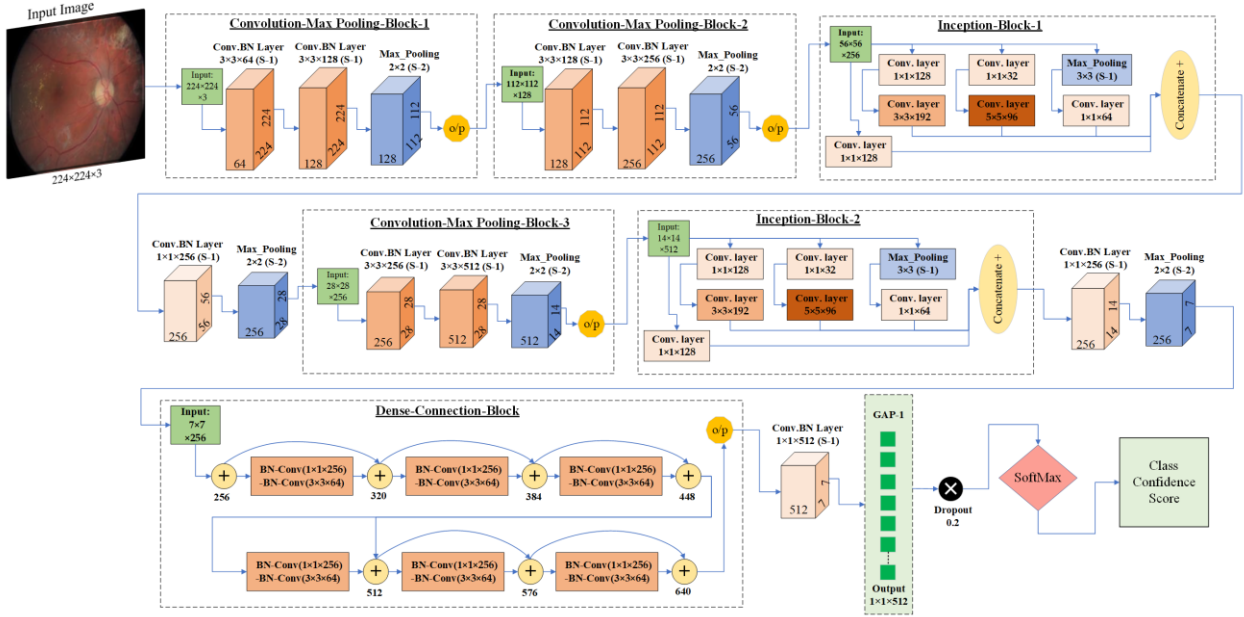 Input Image
224×224×3
Convolution-Max Pooling-Block-1
Input:
224×224
×3
Conv.BN Layer
3×3×64 (S-1)
64
224
224
Conv.BN Layer
3×3×128 (S-1)
128
224
224
Max_Pooling
2×2 (S-2)
128
112
112
o/p
Convolution-Max Pooling-Block-2
Input:
112×112
×128
Conv.BN Layer
3×3×128 (S-1)
128
112
112
Conv.BN Layer
3×3×256 (S-1)
256
112
112
Max_Pooling
2×2 (S-2)
256
56
56
o/p
Inception-Block-1
Input:
56×56
×256
Conv. layer
1×1×128
Conv. layer
1×1×32
Max_Pooling
3×3 (S-1)
Conv. layer
3×3×192
Conv. layer
5×5×96
Conv. layer
1×1×64
Conv. layer
1×1×128
Concatenate +
Conv.BN Layer
1×1×256 (S-1)
256
56
56
Max_Pooling
2×2 (S-2)
256
28
28
Convolution-Max Pooling-Block-3
Input:
28×28
×256
Conv.BN Layer
3×3×256 (S-1)
256
28
28
Conv.BN Layer
3×3×512 (S-1)
512
28
28
Max_Pooling
2×2 (S-2)
512
14
14
o/p
Inception-Block-2
Input:
14×14
×512
Conv. layer
1×1×128
Conv. layer
1×1×32
Max_Pooling
3×3 (S-1)
Conv. layer
3×3×192
Conv. layer
5×5×96
Conv. layer
1×1×64
Conv. layer
1×1×128
Concatenate +
Conv.BN Layer
1×1×256 (S-1)
256
14
14
Max_Pooling
2×2 (S-2)
256
7
7
Dense-Connection-Block
Input:
7×7
×256
+
256
BN-Conv(1×1×256)
-BN-Conv(3×3×64)
+
320
BN-Conv(1×1×256)
-BN-Conv(3×3×64)
+
384
BN-Conv(1×1×256)
-BN-Conv(3×3×64)
+
448
BN-Conv(1×1×256)
-BN-Conv(3×3×64)
+
512
BN-Conv(1×1×256)
-BN-Conv(3×3×64)
+
576
BN-Conv(1×1×256)
-BN-Conv(3×3×64)
+
640
o/p
Conv.BN Layer
1×1×512 (S-1)
512
7
7
GAP-1
Output
1×1×512
Dropout
0.2
SoftMax
Class
Confidence
Score